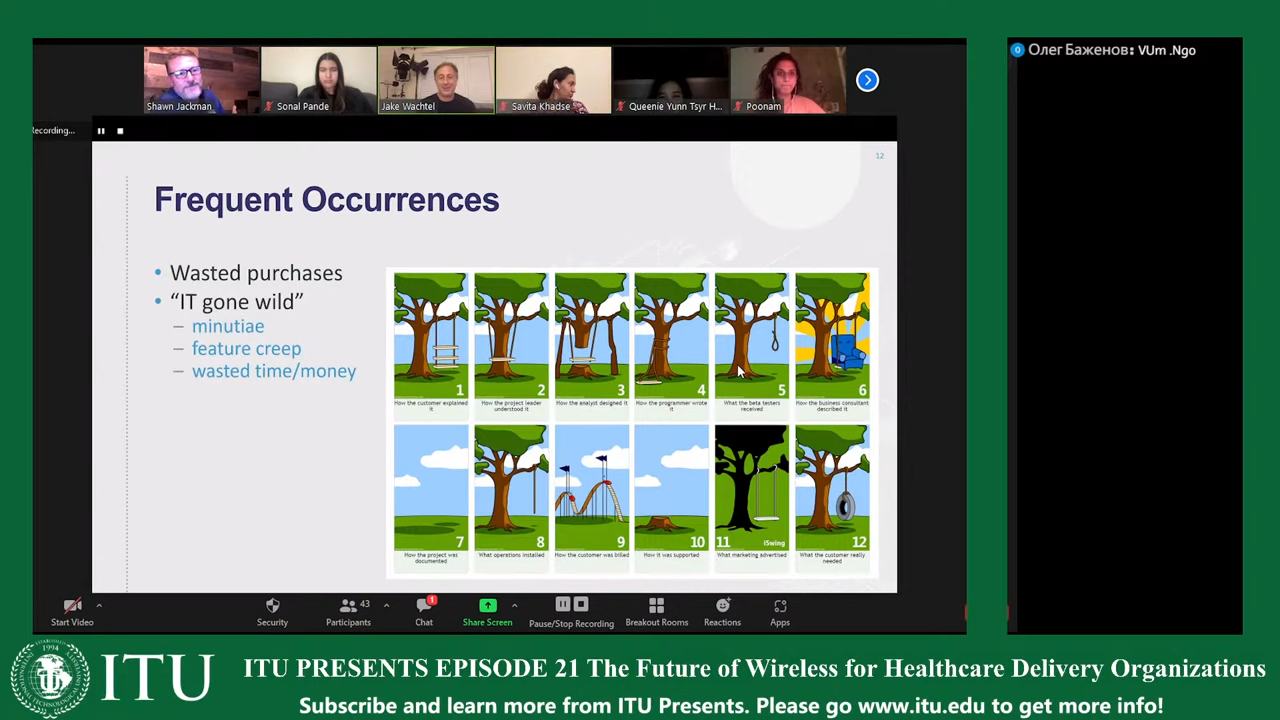 Shawn Jackman
Sonal Pande
Jake Wachtel
Savita Khadse
Queenie Yunn Tsyr H...
Poonam
Recording...
12
Frequent Occurrences
• Wasted purchases
• “IT gone wild”
– minutiae
– feature creep
– wasted time/money
1
How the customer explained it
2
How the project leader understood it
3
How the analyst designed it
4
How the programmer wrote it
5
What the beta testers received
6
How the business consultant described it
7
How the project was documented
8
What operations installed
9
How the customer was billed
10
How it was supported
11
iSwing
What marketing advertised
12
What the customer really needed
Start Video
Security
43
Participants
1
Chat
Share Screen
Pause/Stop Recording
Breakout Rooms
Reactions
Apps
О Олег Баженов: VUm .Ngo
1994
ITU
ITU PRESENTS EPISODE 21 The Future of Wireless for Healthcare Delivery Organizations
Subscribe and learn more from ITU Presents. Please go www.itu.edu to get more info!